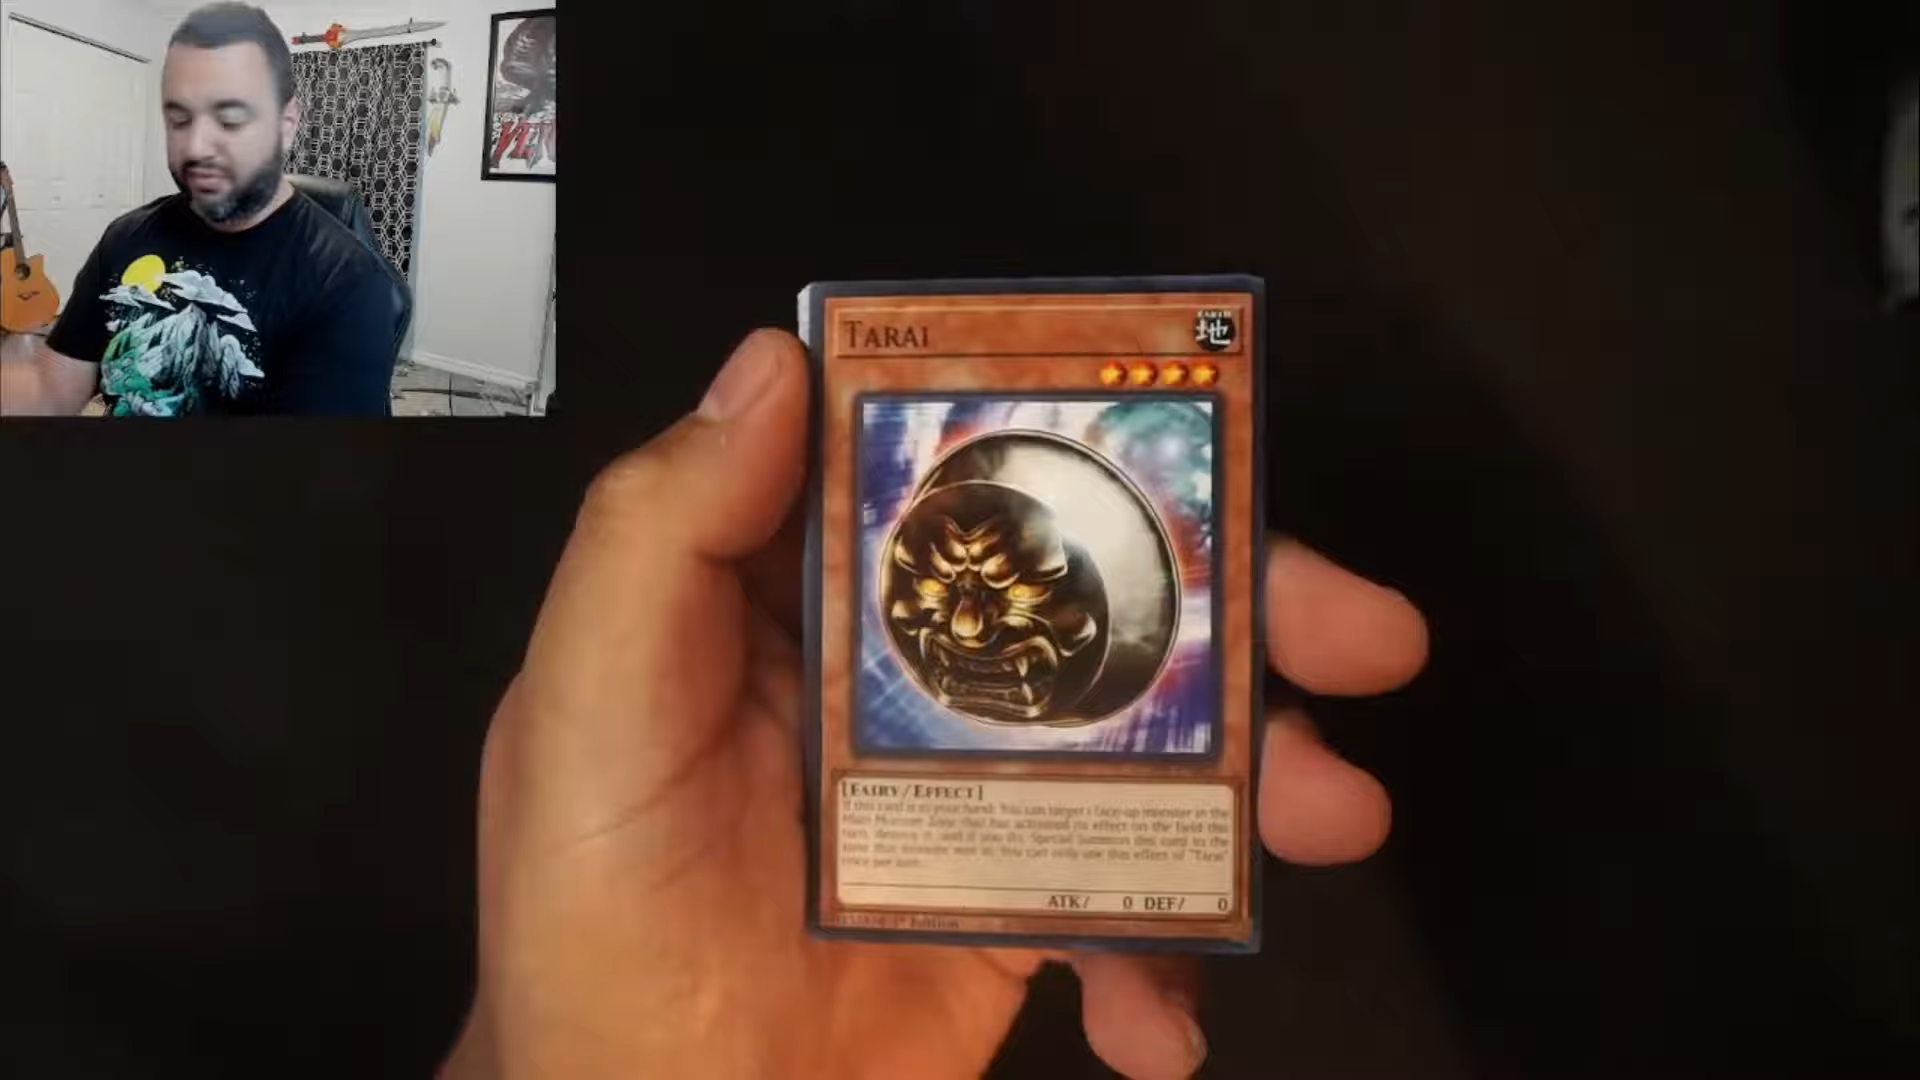 VE
TARAI
EARTH
地
[FAIRY/EFFECT]
If this card is in your hand: You can target 1 face-up monster in the
Main Monster Zone that has activated its effect on the field this
turn; destroy it, and if you do, Special Summon this card to the
zone that monster was in. You can only use this effect of "Tarai"
once per turn.
ATK/ 0 DEF/ 0
1st Edition